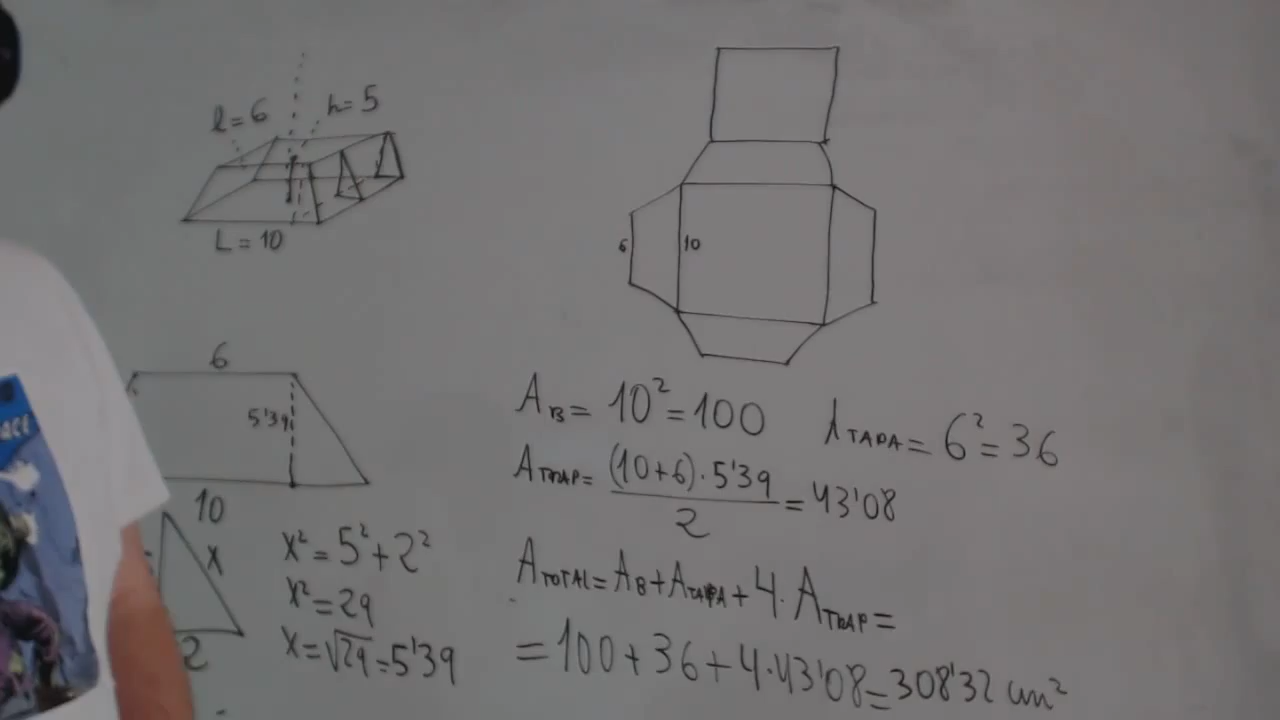 l=6
h=5
L=10
6
5'39
10
x
2
x²=5²+2²
x²=29
x=√29=5'39
6
10
A_B=10²=100
A_TAPA=6²=36
A_TRAP=(10+6)·5'39/2=43'08
A_TOTAL=A_B+A_TAPA+4·A_TRAP=
=100+36+4·43'08=308'32 cm²